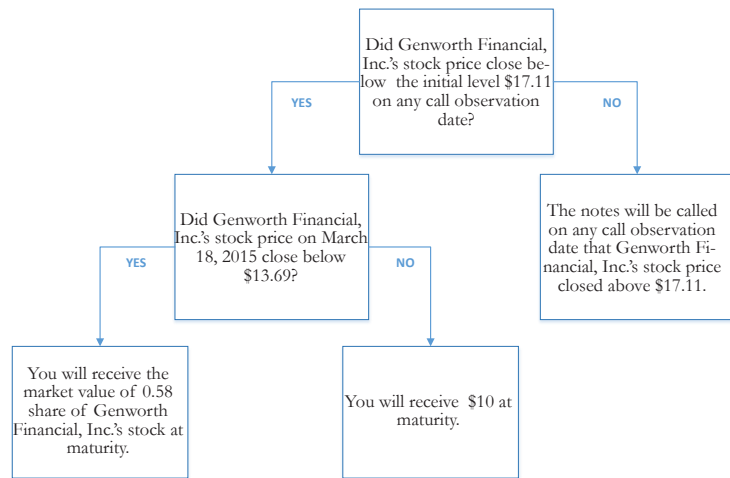 Did Genworth Financial,
Inc.'s stock price close be-
low the initial level $17.11
on any call observation
date?
YES
NO
Did Genworth Financial,
Inc.'s stock price on March
18, 2015 close below
$13.69?
The notes will be called
on any call observation
date that Genworth Fi-
nancial, Inc.'s stock price
closed above $17.11.
YES
NO
You will receive the
market value of 0.58
share of Genworth
Financial, Inc.'s stock at
maturity.
You will receive $10 at
maturity.